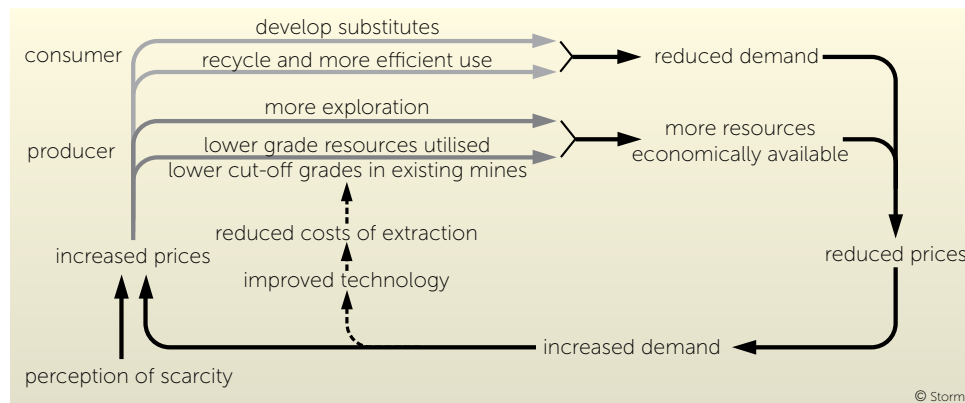 develop substitutes
consumer
recycle and more efficient use
reduced demand
more exploration
more resources
economically available
producer
lower grade resources utilised
lower cut-off grades in existing mines
reduced costs of extraction
increased prices
reduced prices
improved technology
increased demand
perception of scarcity
© Storm